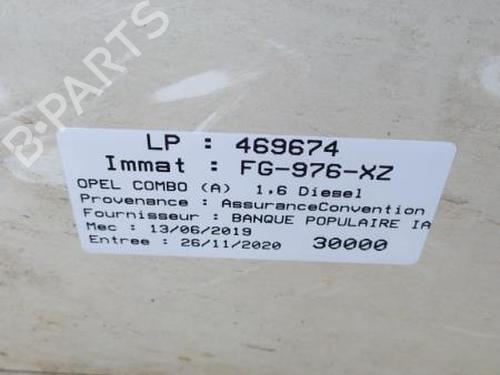 B-PARTS
LP : 469674
Immat : FG-976-XZ
OPEL COMBO (A) 1.6 Diesel
Provenance : AssuranceConvention
Fournisseur : BANQUE POPULAIRE IA
Mec : 13/06/2019
Entree : 26/11/2020 30000